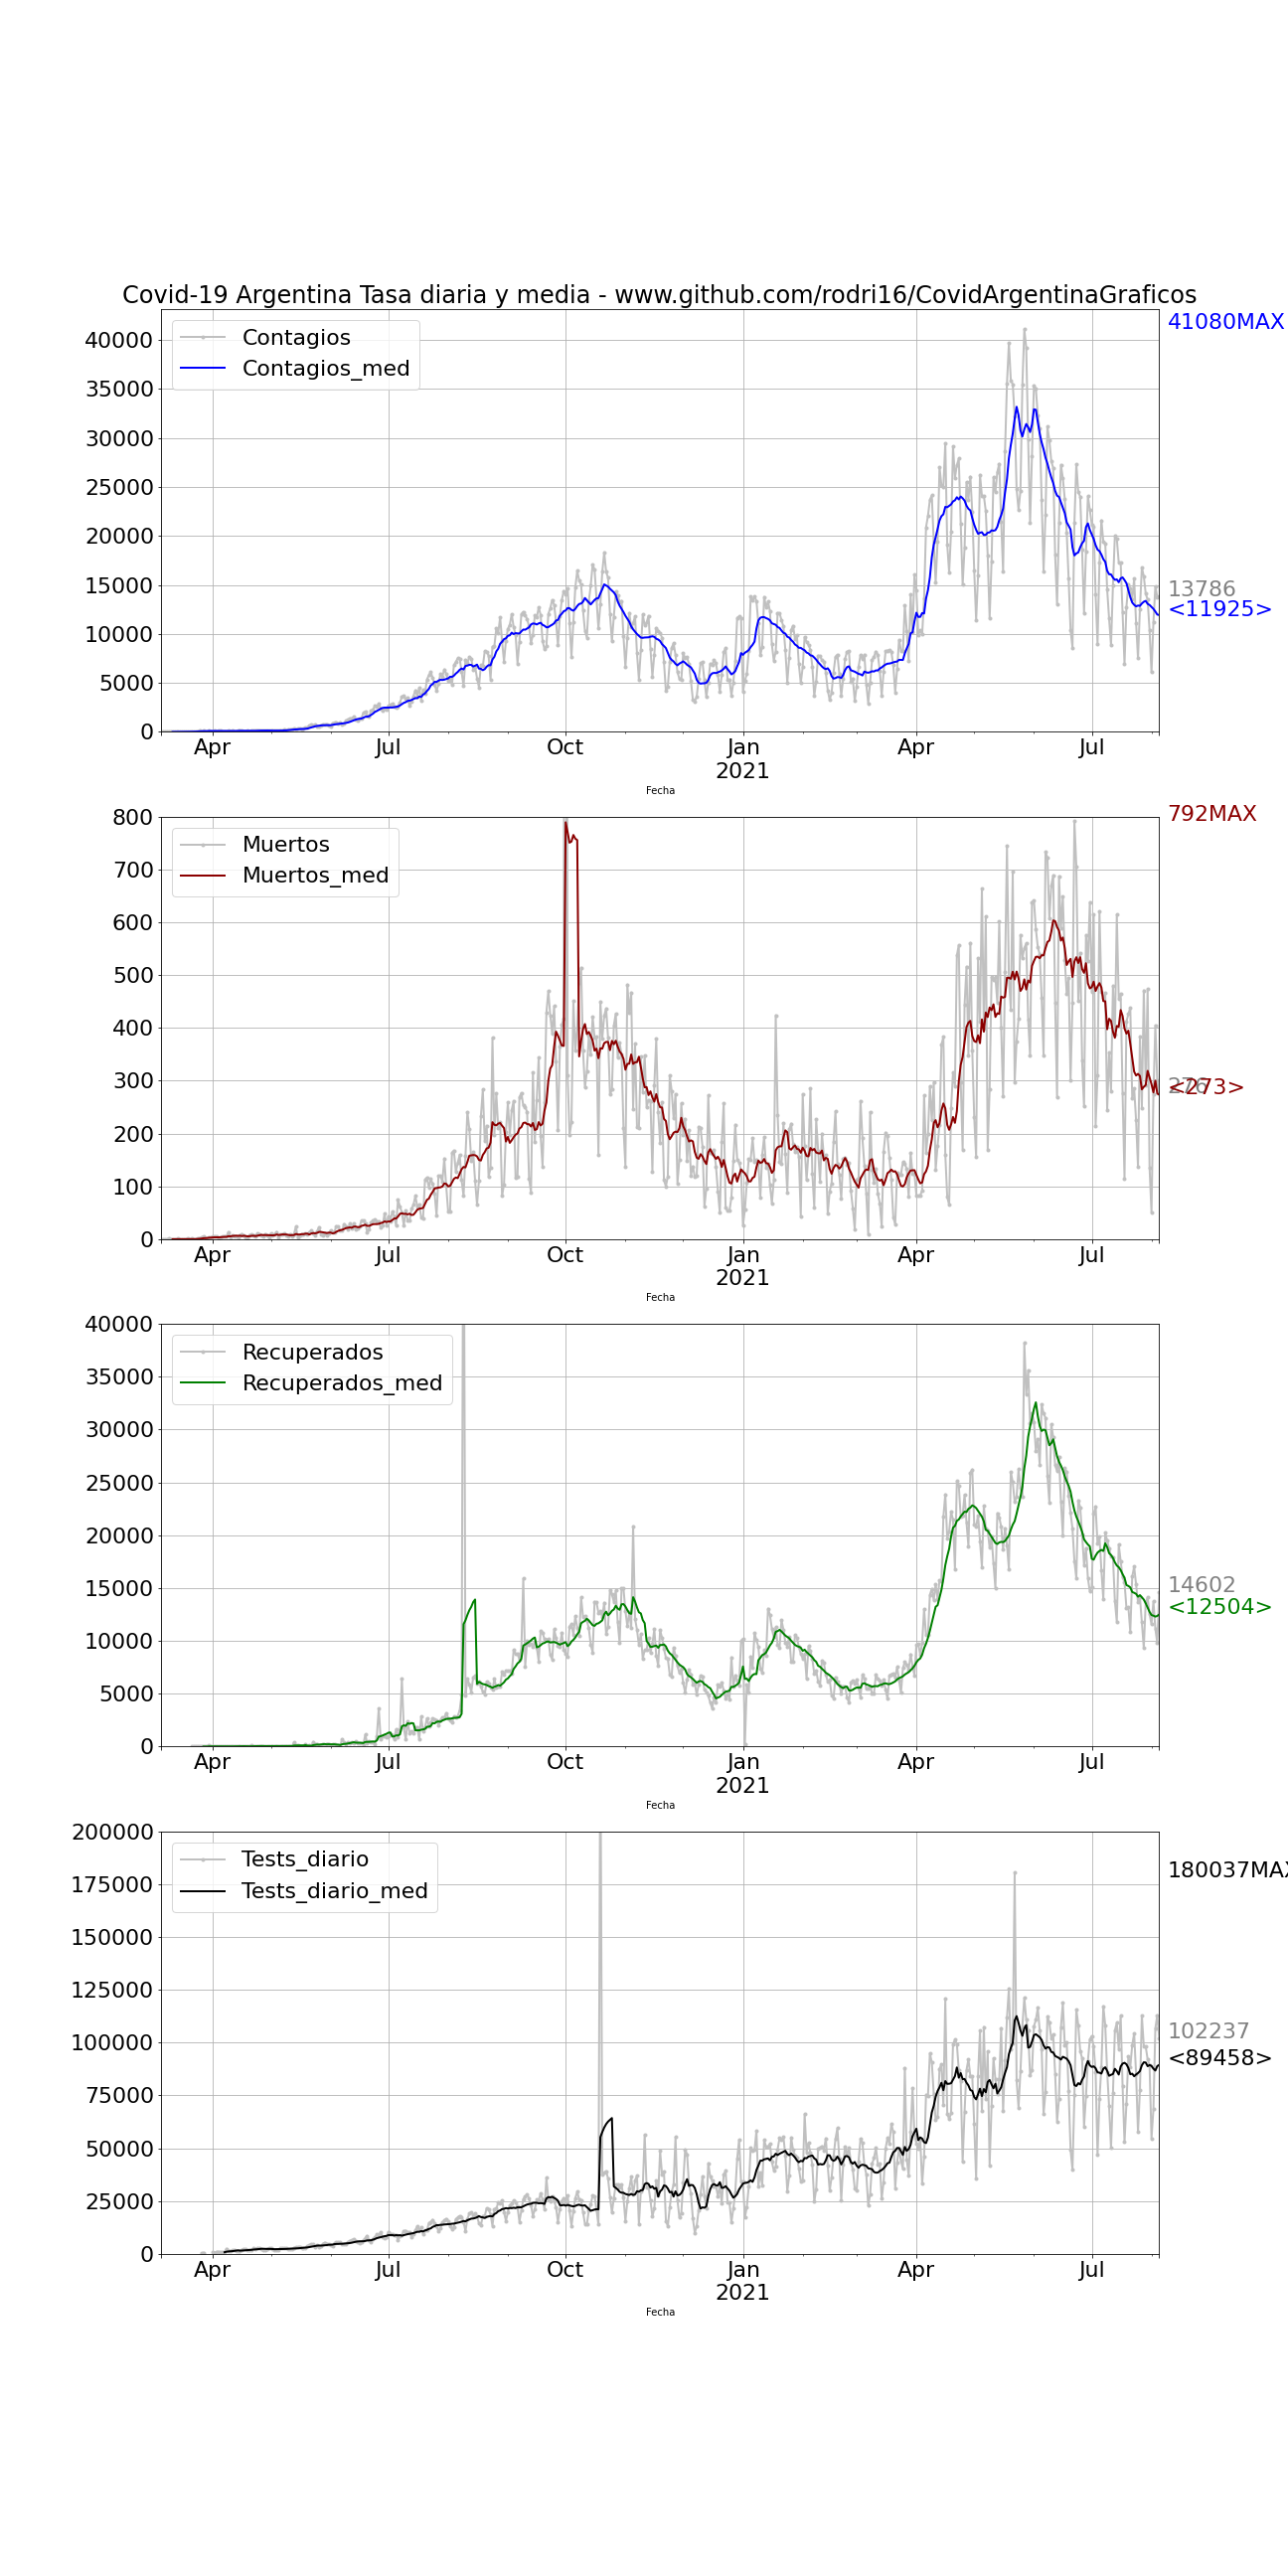 Covid-19 Argentina Tasa diaria y media - www.github.com/rodri16/CovidArgentinaGraficos
41080MAX
Contagios
Contagios_med
40000
35000
30000
25000
20000
15000
10000
5000
0
13786
<11925>
Apr Jul Oct Jan Apr Jul
2021
Fecha
792MAX
Muertos
Muertos_med
800
700
600
500
400
300
200
100
0
276
<273>
Apr Jul Oct Jan Apr Jul
2021
Fecha
Recuperados
Recuperados_med
40000
35000
30000
25000
20000
15000
10000
5000
0
14602
<12504>
Apr Jul Oct Jan Apr Jul
2021
Fecha
Tests_diario
Tests_diario_med
200000
175000
150000
125000
100000
75000
50000
25000
0
180037MAX
102237
<89458>
Apr Jul Oct Jan Apr Jul
2021
Fecha